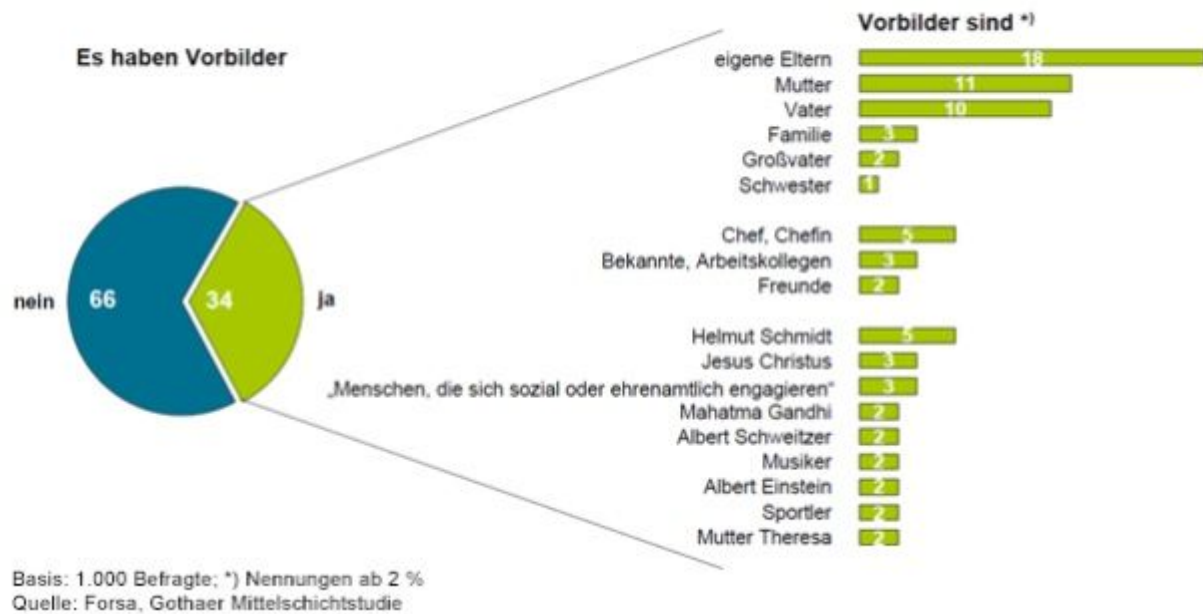 Vorbilder sind *)
Es haben Vorbilder
nein 66 34 ja
eigene Eltern 18
Mutter 11
Vater 10
Familie 3
Großvater 2
Schwester 1
Chef, Chefin 5
Bekannte, Arbeitskollegen 3
Freunde 2
Helmut Schmidt 5
Jesus Christus 3
„Menschen, die sich sozial oder ehrenamtlich engagieren“ 3
Mahatma Gandhi 2
Albert Schweitzer 2
Musiker 2
Albert Einstein 2
Sportler 2
Mutter Theresa 2
Basis: 1.000 Befragte; *) Nennungen ab 2 %
Quelle: Forsa, Gothaer Mittelschichtstudie